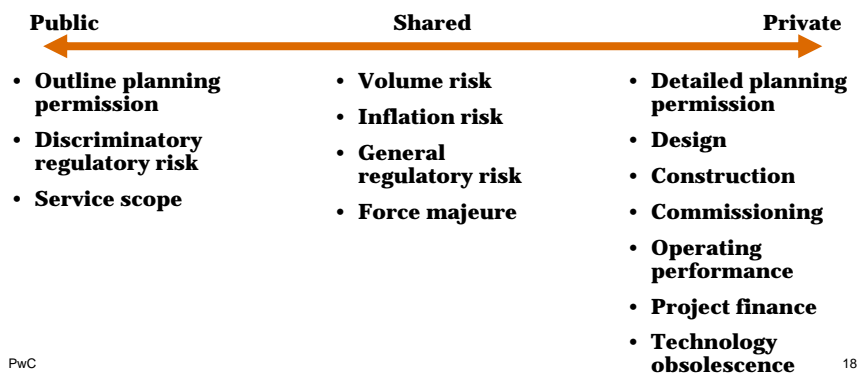 Public
Shared
Private
• Outline planning
permission
• Discriminatory
regulatory risk
• Service scope
• Volume risk
• Inflation risk
• General
regulatory risk
• Force majeure
• Detailed planning
permission
• Design
• Construction
• Commissioning
• Operating
performance
• Project finance
• Technology
obsolescence
PwC
18